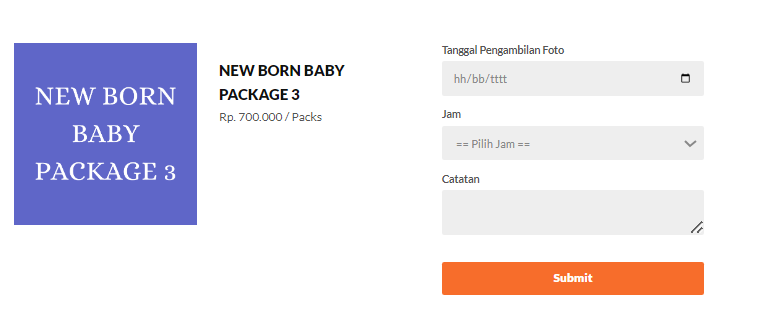 NEW BORN
BABY
PACKAGE 3
NEW BORN BABY
PACKAGE 3
Rp. 700.000 / Packs
Tanggal Pengambilan Foto
hh/bb/tttt
Jam
== Pilih Jam ==
Catatan
Submit